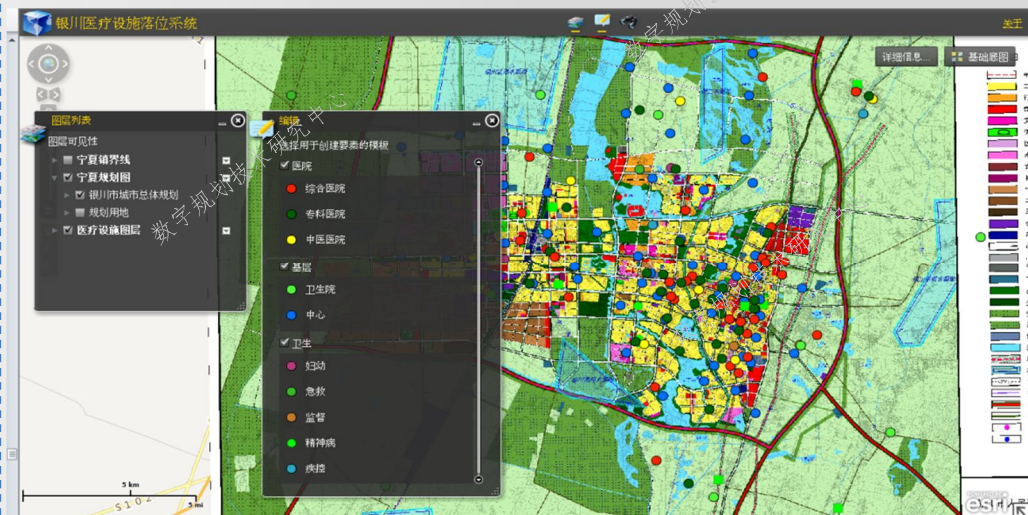 银川医疗设施落位系统
关于
详细信息...
基础底图
图层列表
图层可见性
宁夏镇界线
宁夏规划图
银川市城市总体规划
规划用地
医疗设施图层
编辑
选择用于创建要素的模板
医院
综合医院
专科医院
中医医院
基层
卫生院
中心
卫生
妇幼
急救
监督
精神病
疾控
数字规划技术研究中心
5 km
5 mi
S102
esri